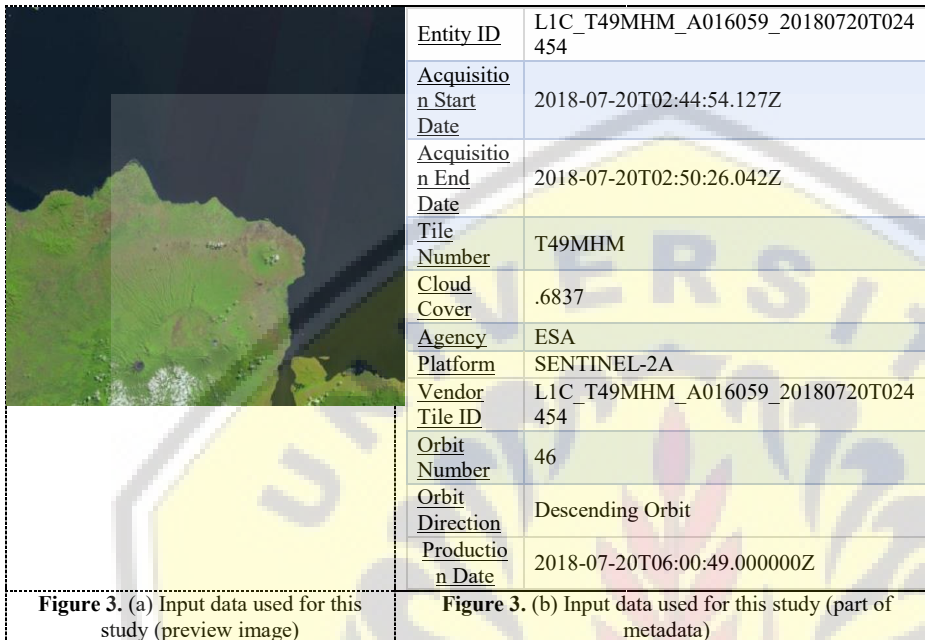 Entity ID
L1C_T49MHM_A016059_20180720T024
454
Acquisitio
n Start
Date
2018-07-20T02:44:54.127Z
Acquisitio
n End
Date
2018-07-20T02:50:26.042Z
Tile
Number
T49MHM
Cloud
Cover
.6837
Agency
ESA
Platform
SENTINEL-2A
Vendor
Tile ID
L1C_T49MHM_A016059_20180720T024
454
Orbit
Number
46
Orbit
Direction
Descending Orbit
Productio
n Date
2018-07-20T06:00:49.000000Z
UNIVERSIT
Figure 3. (a) Input data used for this
study (preview image)
Figure 3. (b) Input data used for this study (part of
metadata)